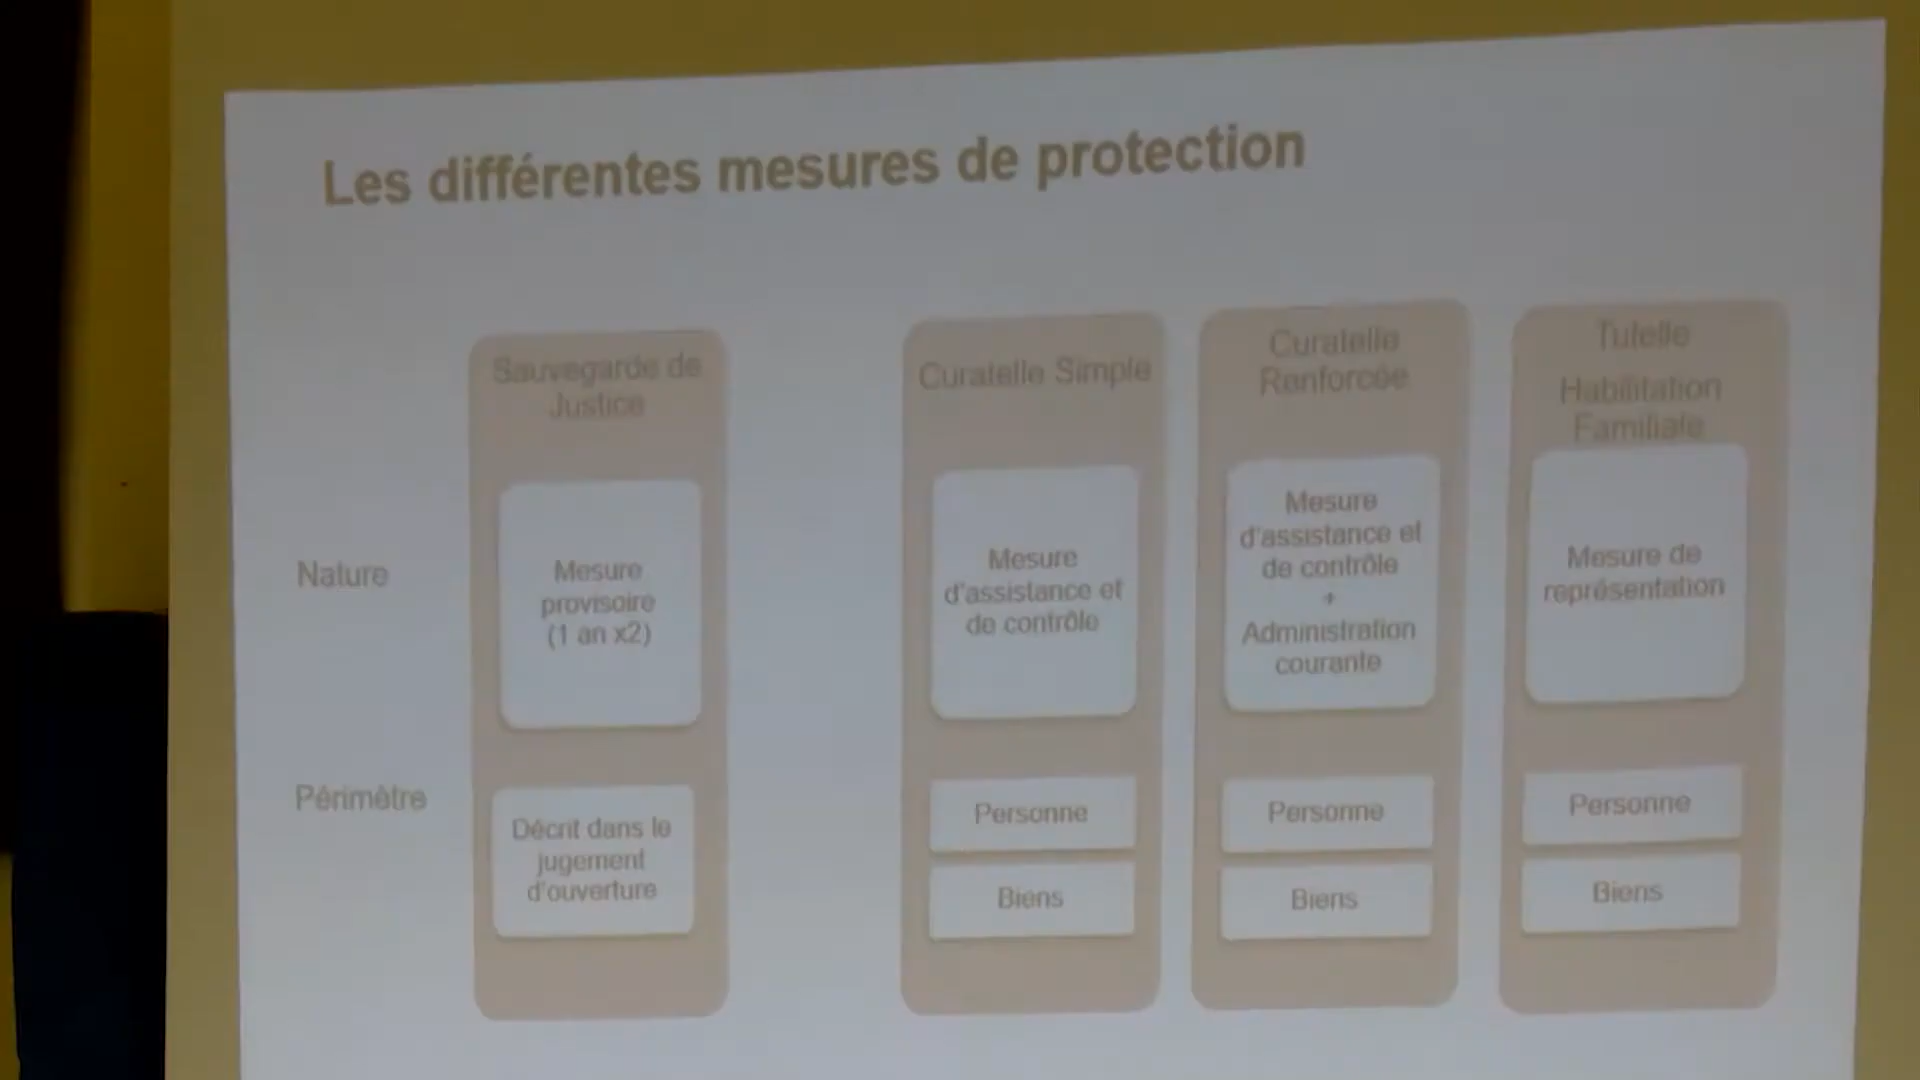 Les différentes mesures de protection
Sauvegarde de
Justice
Curatelle Simple
Curatelle
Renforcée
Tutelle
Habilitation
Familiale
Nature
Mesure
provisoire
(1 an x2)
Mesure
d'assistance et
de contrôle
Mesure
d'assistance et
de contrôle
+
Administration
courante
Mesure de
représentation
Périmètre
Décrit dans le
jugement
d'ouverture
Personne
Biens
Personne
Biens
Personne
Biens